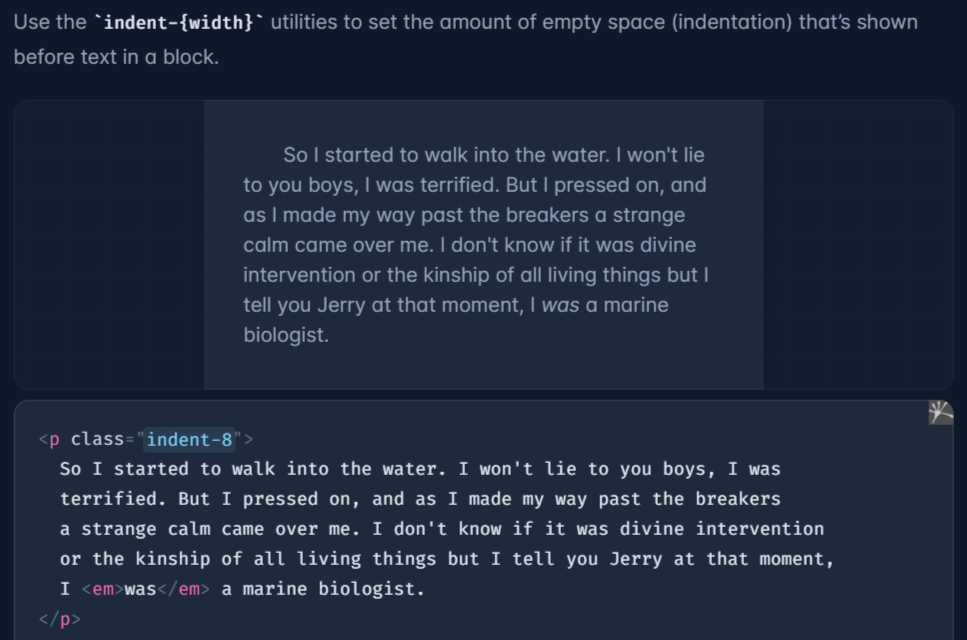 Use the `indent-{width}` utilities to set the amount of empty space (indentation) that’s shown
before text in a block.
So I started to walk into the water. I won't lie
to you boys, I was terrified. But I pressed on, and
as I made my way past the breakers a strange
calm came over me. I don't know if it was divine
intervention or the kinship of all living things but I
tell you Jerry at that moment, I was a marine
biologist.
<p class="indent-8">
So I started to walk into the water. I won't lie to you boys, I was
terrified. But I pressed on, and as I made my way past the breakers
a strange calm came over me. I don't know if it was divine intervention
or the kinship of all living things but I tell you Jerry at that moment,
I <em>was</em> a marine biologist.
</p>